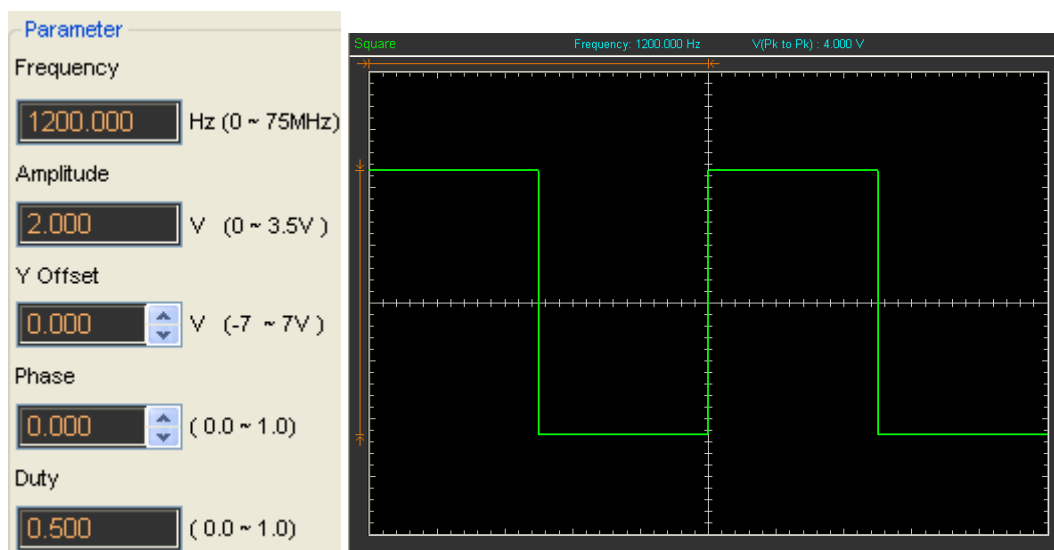 Parameter
Frequency
1200.000 Hz (0 ~ 75MHz)
Amplitude
2.000 V (0 ~ 3.5V )
Y Offset
0.000 V (-7 ~ 7V )
Phase
0.000 ( 0.0 ~ 1.0)
Duty
0.500 ( 0.0 ~ 1.0)
Square Frequency: 1200.000 Hz V(Pk to Pk) : 4.000 V